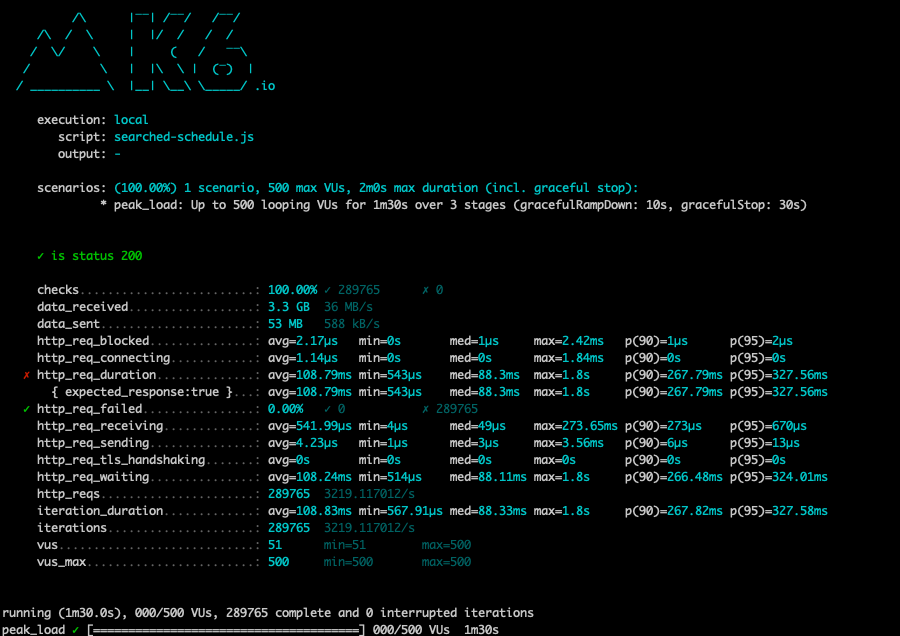 .io
execution: local
script: searched-schedule.js
output: -
scenarios: (100.00%) 1 scenario, 500 max VUs, 2m0s max duration (incl. graceful stop):
* peak_load: Up to 500 looping VUs for 1m30s over 3 stages (gracefulRampDown: 10s, gracefulStop: 30s)
✓ is status 200
checks.........................: 100.00% ✓ 289765 ✗ 0
data_received..................: 3.3 GB 36 MB/s
data_sent......................: 53 MB 588 kB/s
http_req_blocked...............: avg=2.17µs min=0s med=1µs max=2.42ms p(90)=1µs p(95)=2µs
http_req_connecting............: avg=1.14µs min=0s med=0s max=1.84ms p(90)=0s p(95)=0s
✗ http_req_duration..............: avg=108.79ms min=543µs med=88.3ms max=1.8s p(90)=267.79ms p(95)=327.56ms
{ expected_response:true }...: avg=108.79ms min=543µs med=88.3ms max=1.8s p(90)=267.79ms p(95)=327.56ms
✓ http_req_failed................: 0.00% ✓ 0 ✗ 289765
http_req_receiving.............: avg=541.99µs min=4µs med=49µs max=273.65ms p(90)=273µs p(95)=670µs
http_req_sending...............: avg=4.23µs min=1µs med=3µs max=3.56ms p(90)=6µs p(95)=13µs
http_req_tls_handshaking.......: avg=0s min=0s med=0s max=0s p(90)=0s p(95)=0s
http_req_waiting...............: avg=108.24ms min=514µs med=88.11ms max=1.8s p(90)=266.48ms p(95)=324.01ms
http_reqs......................: 289765 3219.117012/s
iteration_duration.............: avg=108.83ms min=567.91µs med=88.33ms max=1.8s p(90)=267.82ms p(95)=327.58ms
iterations.....................: 289765 3219.117012/s
vus............................: 51 min=51 max=500
vus_max........................: 500 min=500 max=500
running (1m30.0s), 000/500 VUs, 289765 complete and 0 interrupted iterations
peak_load ✓ [======================================] 000/500 VUs 1m30s